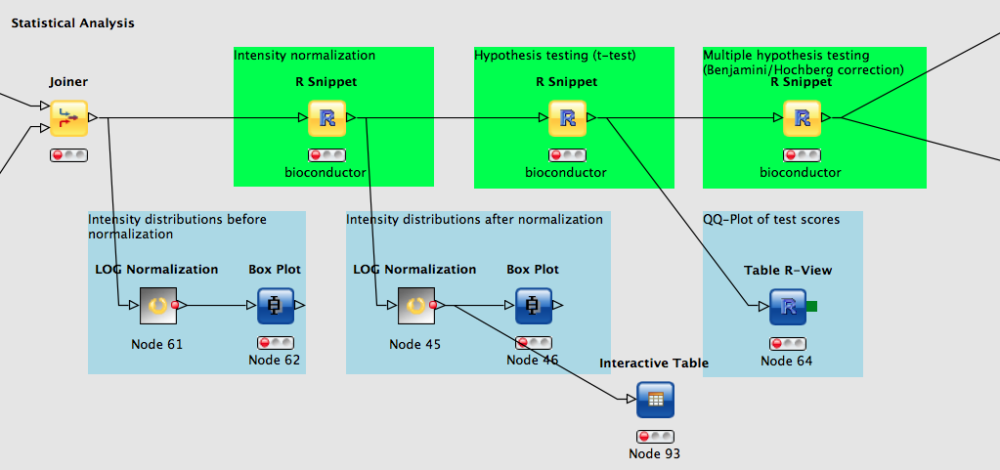 Statistical Analysis
Intensity normalization
Hypothesis testing (t-test)
Multiple hypothesis testing
(Benjamini/Hochberg correction)
Joiner
R Snippet
R Snippet
R Snippet
R
R
R
bioconductor
bioconductor
bioconductor
Intensity distributions before
normalization
Intensity distributions after normalization
QQ-Plot of test scores
LOG Normalization
Box Plot
LOG Normalization
Box Plot
Table R-View
R
Node 61
Node 62
Node 45
Node 46
Node 64
Interactive Table
Node 93